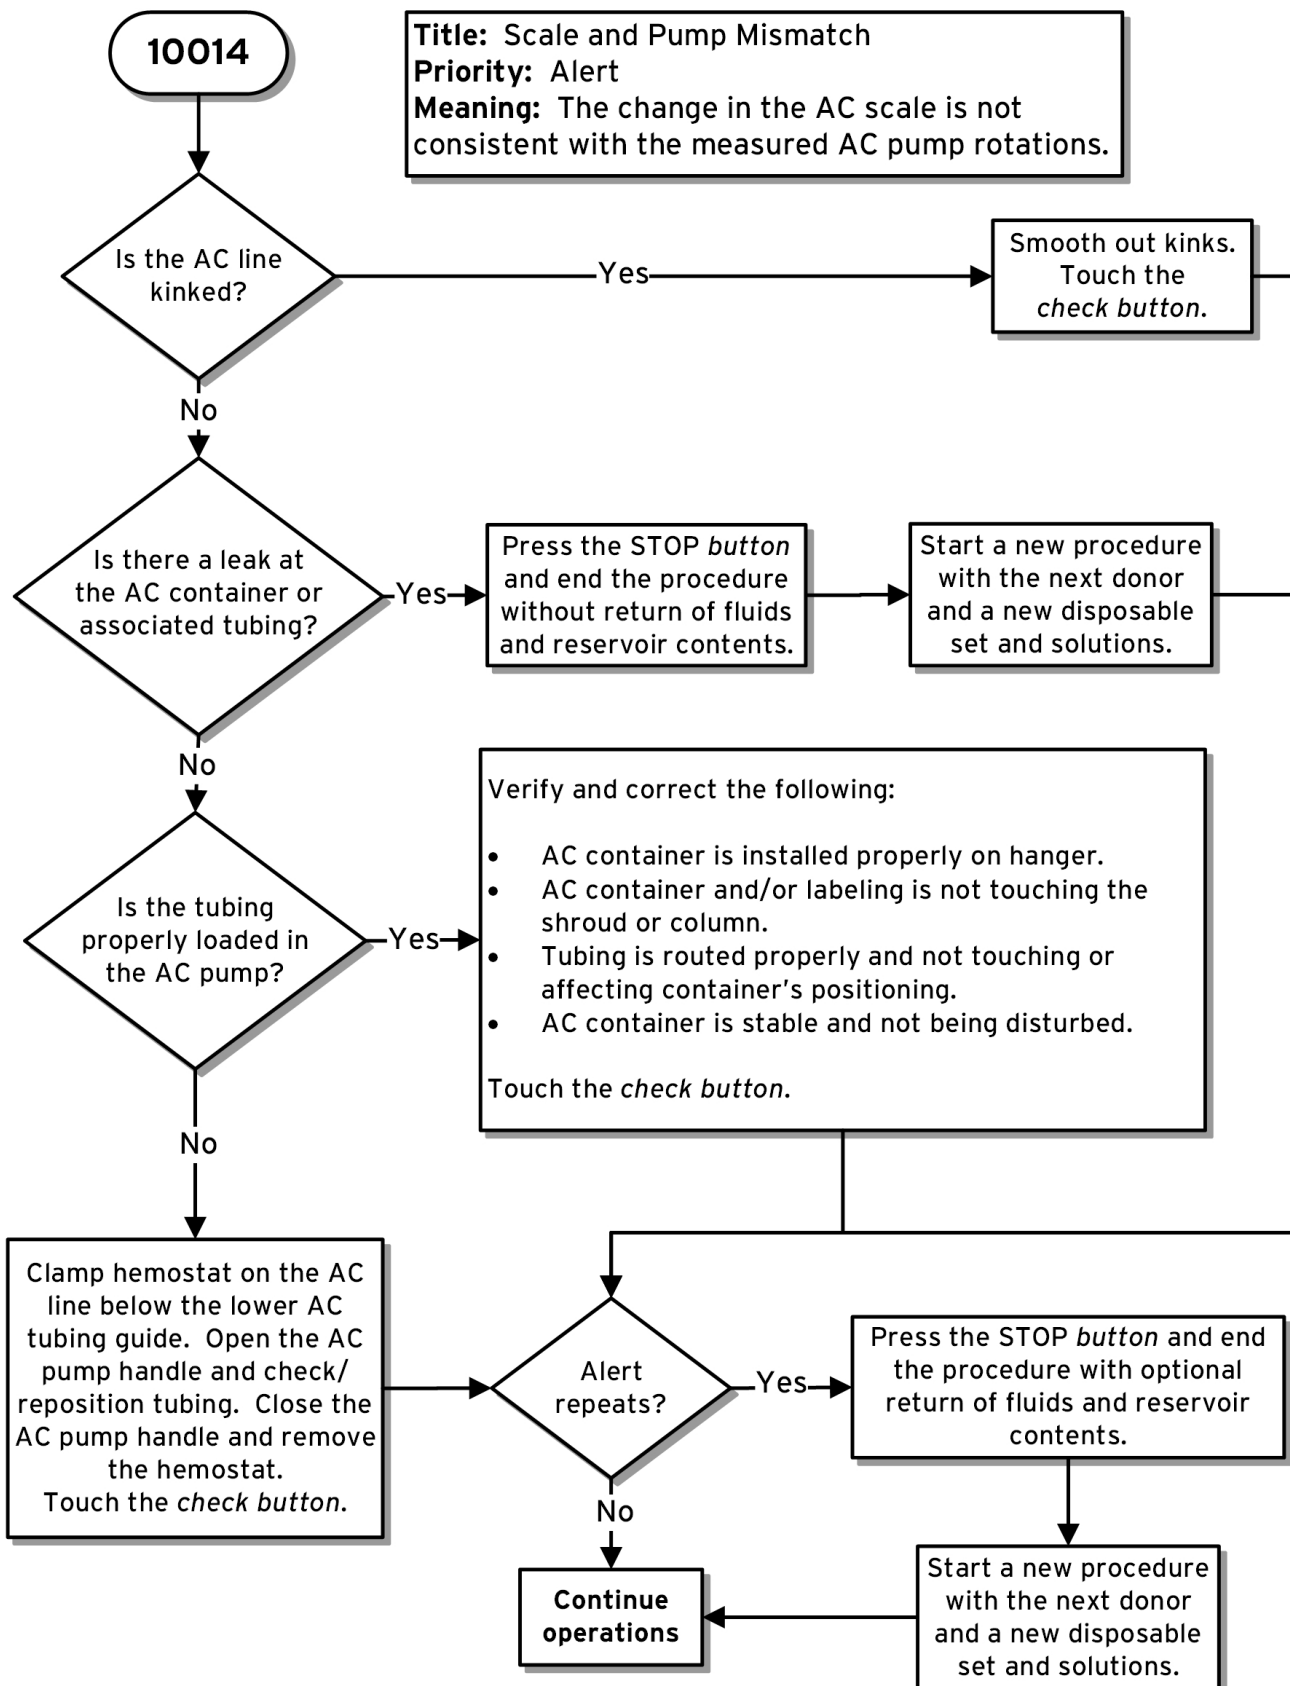 10014
Title: Scale and Pump Mismatch
Priority: Alert
Meaning: The change in the AC scale is not
consistent with the measured AC pump rotations.
Is the AC line
kinked?
Yes
Smooth out kinks.
Touch the
check button.
No
Is there a leak at
the AC container or
associated tubing?
Yes
Press the STOP button
and end the procedure
without return of fluids
and reservoir contents.
Start a new procedure
with the next donor
and a new disposable
set and solutions.
No
Is the tubing
properly loaded in
the AC pump?
Yes
Verify and correct the following:
• AC container is installed properly on hanger.
• AC container and/or labeling is not touching the
shroud or column.
• Tubing is routed properly and not touching or
affecting container's positioning.
• AC container is stable and not being disturbed.
Touch the check button.
No
Clamp hemostat on the AC
line below the lower AC
tubing guide. Open the AC
pump handle and check/
reposition tubing. Close the
AC pump handle and remove
the hemostat.
Touch the check button.
Alert
repeats?
Yes
Press the STOP button and end
the procedure with optional
return of fluids and reservoir
contents.
No
Continue
operations
Start a new procedure
with the next donor
and a new disposable
set and solutions.